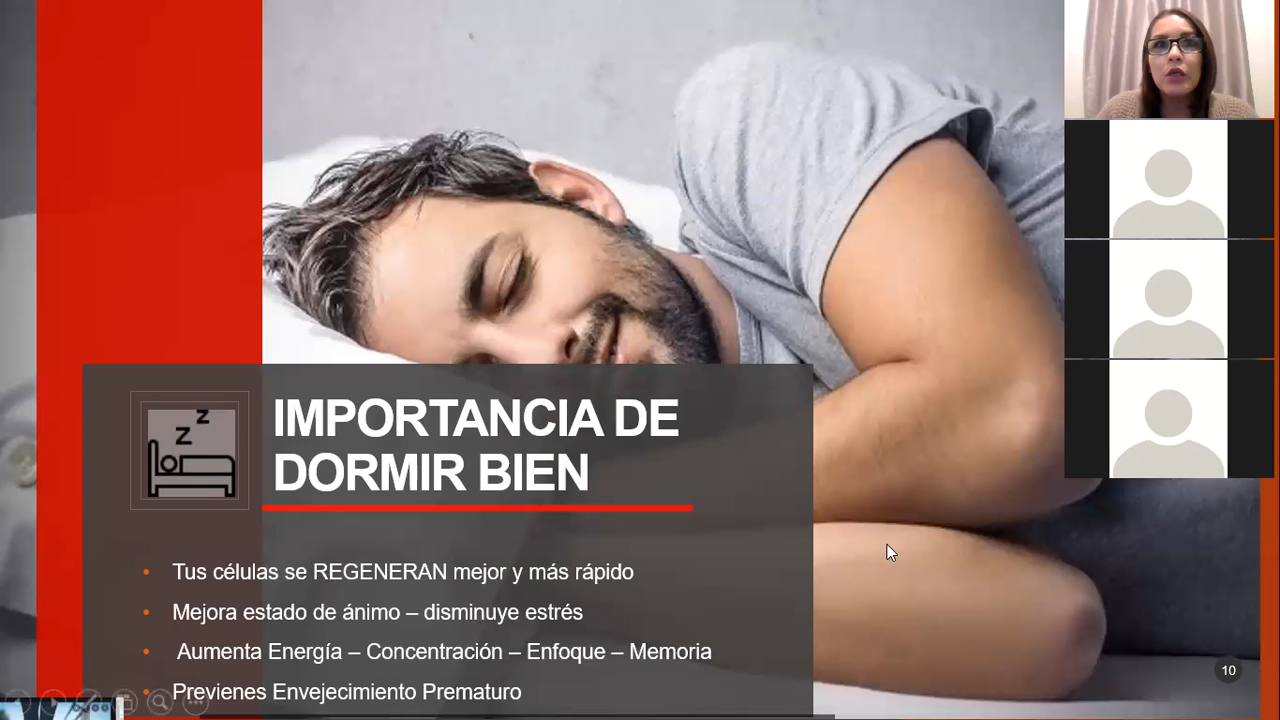 z
z
IMPORTANCIA DE
DORMIR BIEN
• Tus células se REGENERAN mejor y más rápido
• Mejora estado de ánimo – disminuye estrés
• Aumenta Energía – Concentración – Enfoque – Memoria
• Previenes Envejecimiento Prematuro
10